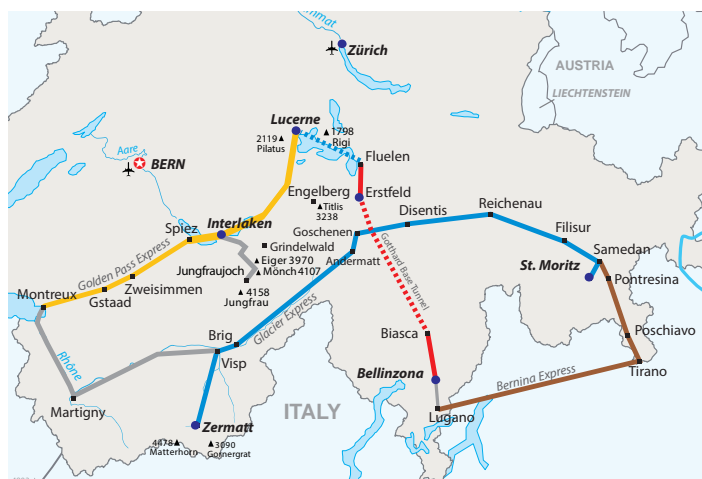 mmat
Zürich
AUSTRIA
LIECHTENSTEIN
Lucerne
1798
Rigi
2119
Pilatus
Aare
BERN
Fluelen
Engelberg
Titlis
3238
Erstfeld
Disentis
Reichenau
Spiez
Interlaken
Goschenen
Filisur
Grindelwald
Andermatt
Samedan
Golden Pass Express
Eiger 3970
Mönch 4107
Jungfraujoch
Gotthard Base Tunnel
St. Moritz
Pontresina
Montreux
Gstaad
Zweisimmen
4158
Jungfrau
Glacier Express
Brig
Visp
Biasca
Poschiavo
Rhône
Bellinzona
Bernina Express
Tirano
Martigny
ITALY
Lugano
Zermatt
4478
Matterhorn
3090
Gornergrat